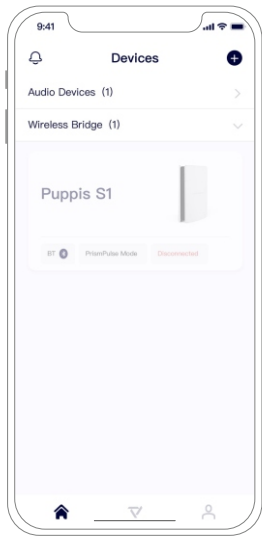 9:41
Devices
Audio Devices (1)
Wireless Bridge (1)
Puppis S1
BT PrismPulse Mode Disconnected